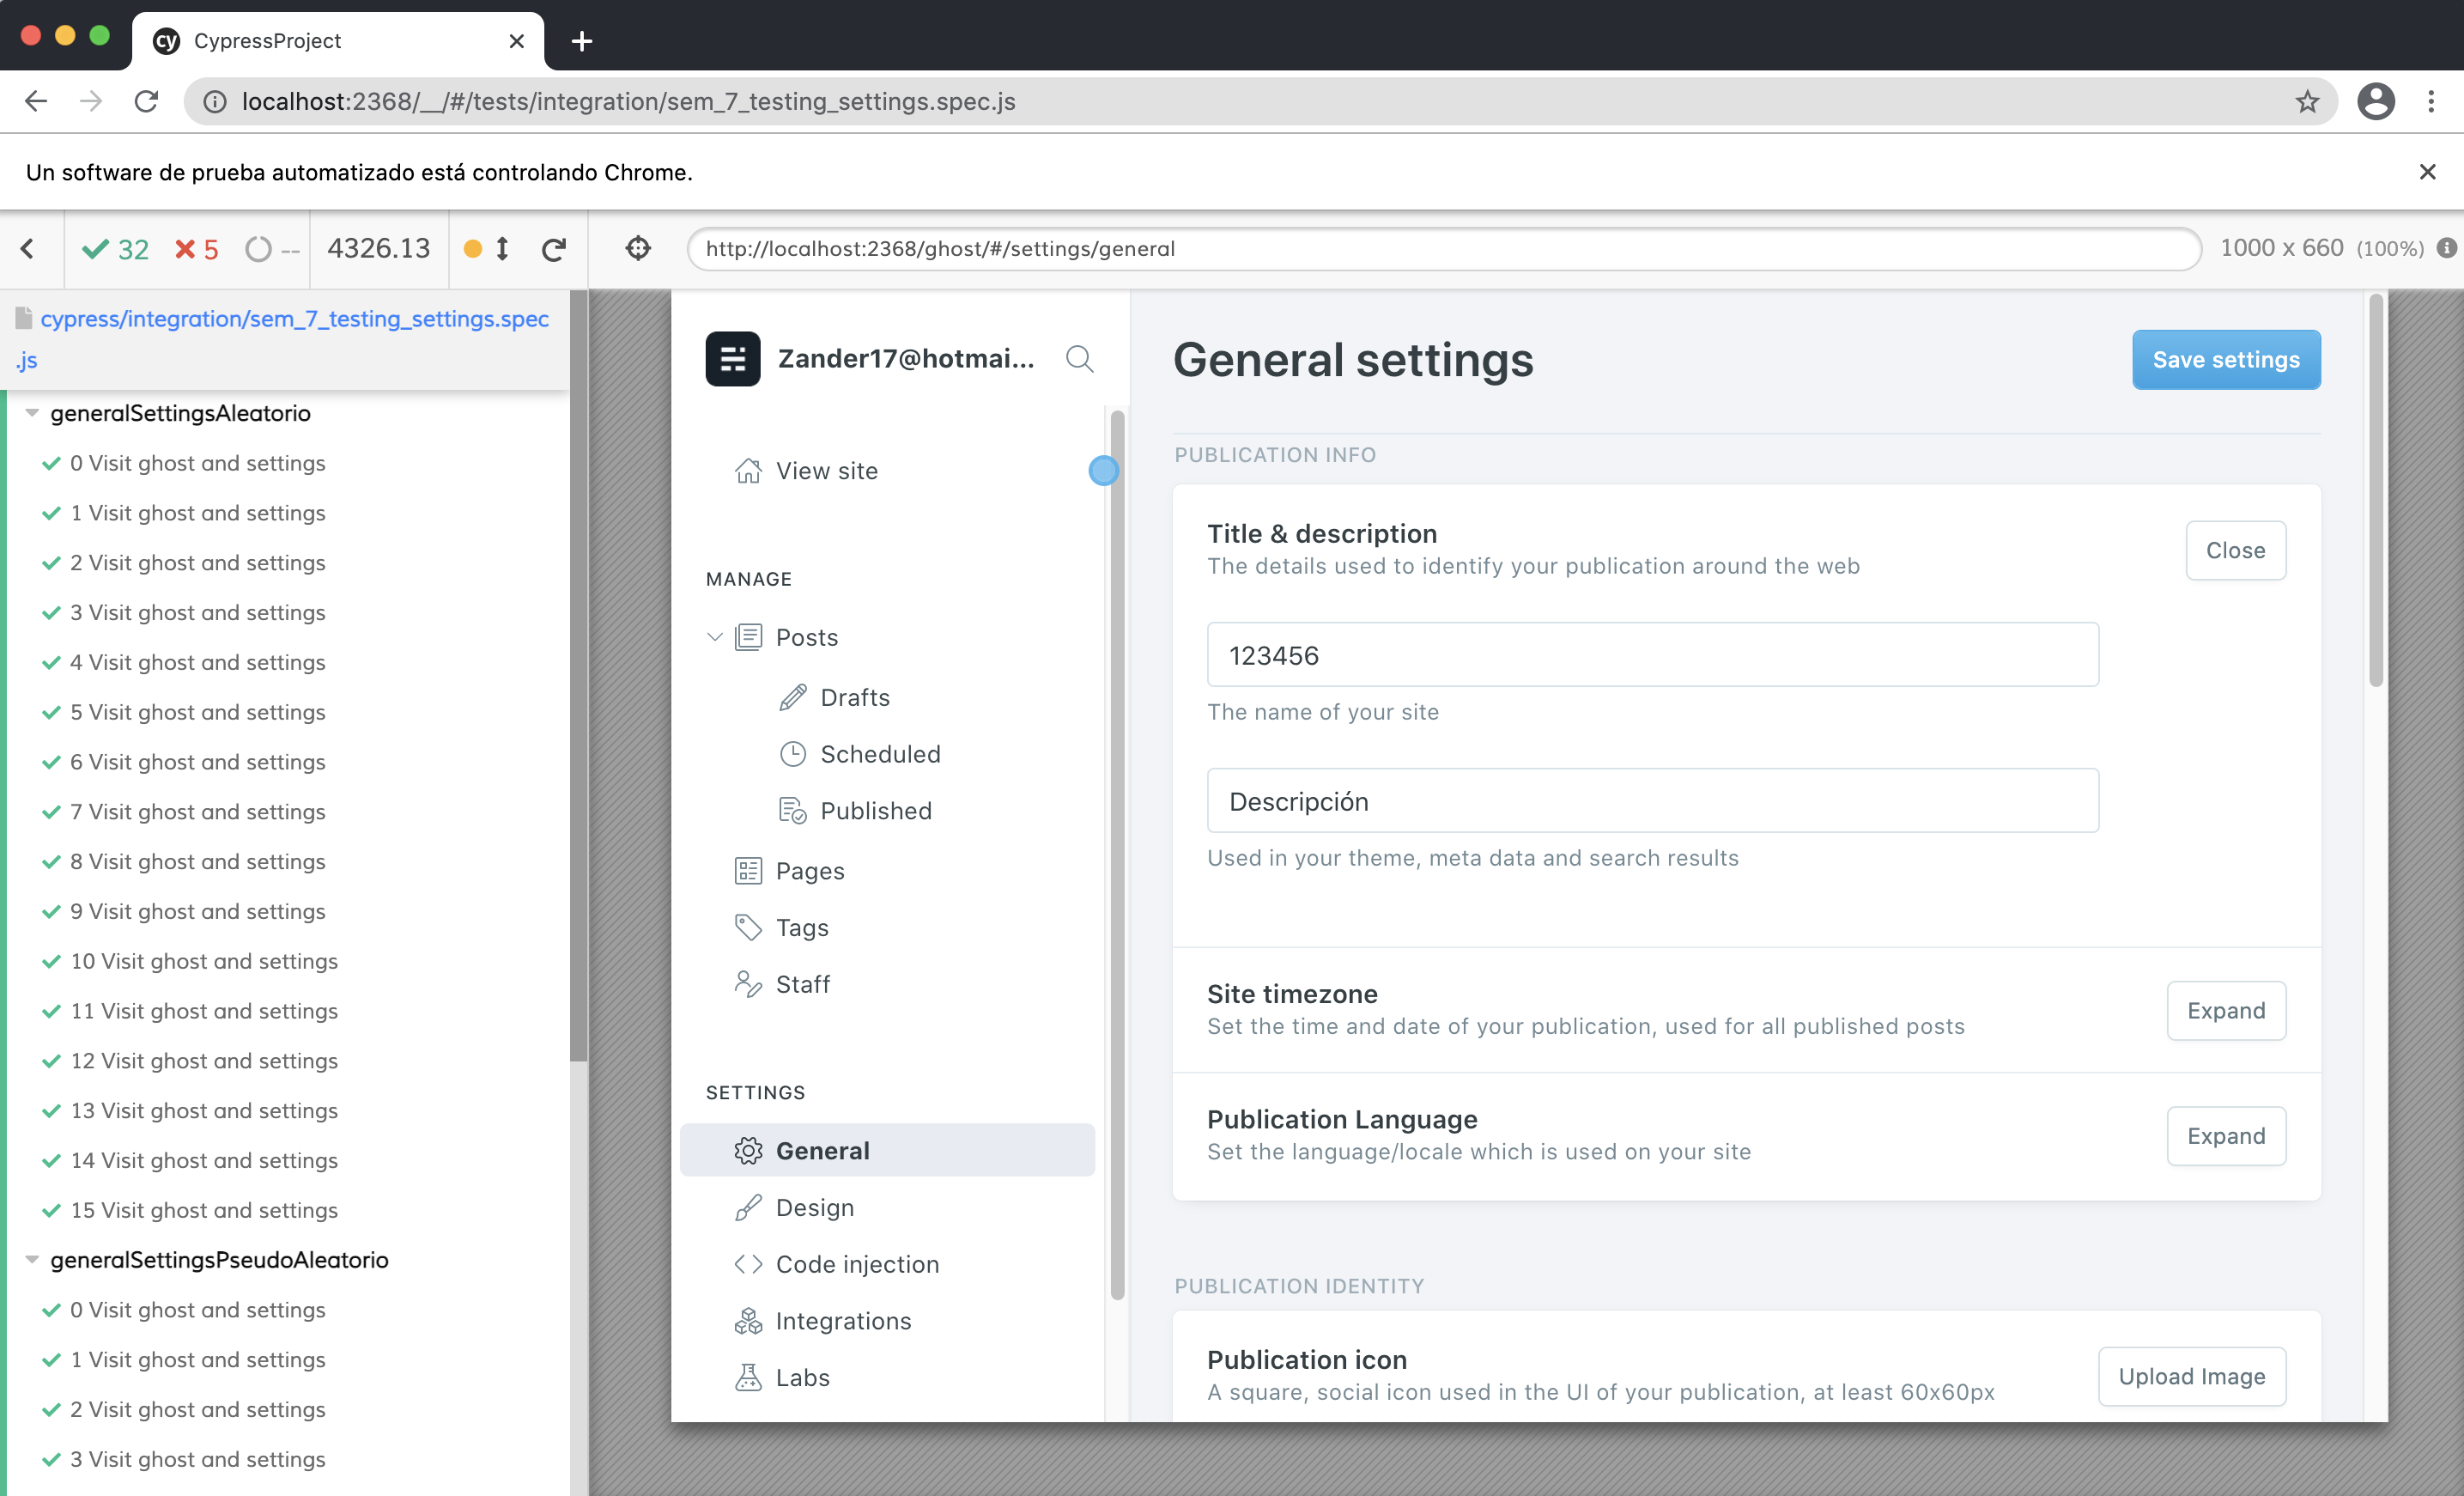 cy CypressProject
localhost:2368/__/#/tests/integration/sem_7_testing_settings.spec.js
Un software de prueba automatizado está controlando Chrome.
32 5 -- 4326.13
http://localhost:2368/ghost/#/settings/general
1000 x 660 (100%)
cypress/integration/sem_7_testing_settings.spec
.js
generalSettingsAleatorio
0 Visit ghost and settings
1 Visit ghost and settings
2 Visit ghost and settings
3 Visit ghost and settings
4 Visit ghost and settings
5 Visit ghost and settings
6 Visit ghost and settings
7 Visit ghost and settings
8 Visit ghost and settings
9 Visit ghost and settings
10 Visit ghost and settings
11 Visit ghost and settings
12 Visit ghost and settings
13 Visit ghost and settings
14 Visit ghost and settings
15 Visit ghost and settings
generalSettingsPseudoAleatorio
0 Visit ghost and settings
1 Visit ghost and settings
2 Visit ghost and settings
3 Visit ghost and settings
Zander17@hotmai...
View site
MANAGE
Posts
Drafts
Scheduled
Published
Pages
Tags
Staff
SETTINGS
General
Design
Code injection
Integrations
Labs
General settings
Save settings
PUBLICATION INFO
Title & description
The details used to identify your publication around the web
Close
123456
The name of your site
Descripción
Used in your theme, meta data and search results
Site timezone
Set the time and date of your publication, used for all published posts
Expand
Publication Language
Set the language/locale which is used on your site
Expand
PUBLICATION IDENTITY
Publication icon
A square, social icon used in the UI of your publication, at least 60x60px
Upload Image